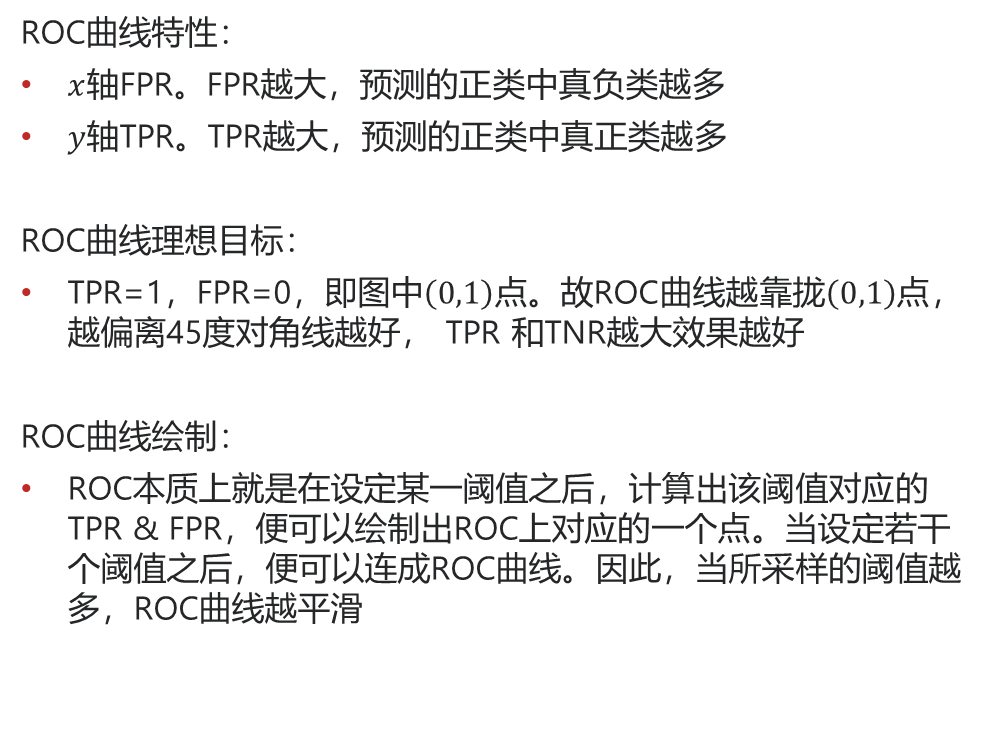 ROC曲线特性：
• x轴FPR。FPR越大，预测的正类中真负类越多
• y轴TPR。TPR越大，预测的正类中真正类越多
ROC曲线理想目标：
• TPR=1，FPR=0，即图中(0,1)点。故ROC曲线越靠拢(0,1)点，
越偏离45度对角线越好， TPR 和TNR越大效果越好
ROC曲线绘制：
• ROC本质上就是在设定某一阈值之后，计算出该阈值对应的
TPR & FPR，便可以绘制出ROC上对应的一个点。当设定若干
个阈值之后，便可以连成ROC曲线。因此，当所采样的阈值越
多，ROC曲线越平滑